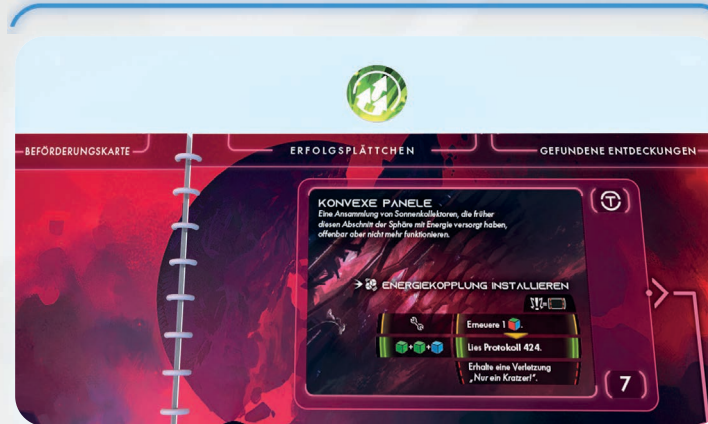 BEFÖRDERUNGSKARTE
ERFOLGSPLÄTTCHEN
GEFUNDENE ENTDECKUNGEN
T
KONVEXE PANELE
Eine Ansammlung von Sonnenkollektoren, die früher
diesen Abschnitt der Sphäre mit Energie versorgt haben,
offenbar aber nicht mehr funktionieren.
ENERGIEKOPPLUNG INSTALLIEREN
Erneuere 1
+ +
Lies Protokoll 424.
Erhalte eine Verletzung
„Nur ein Kratzer!“.
7